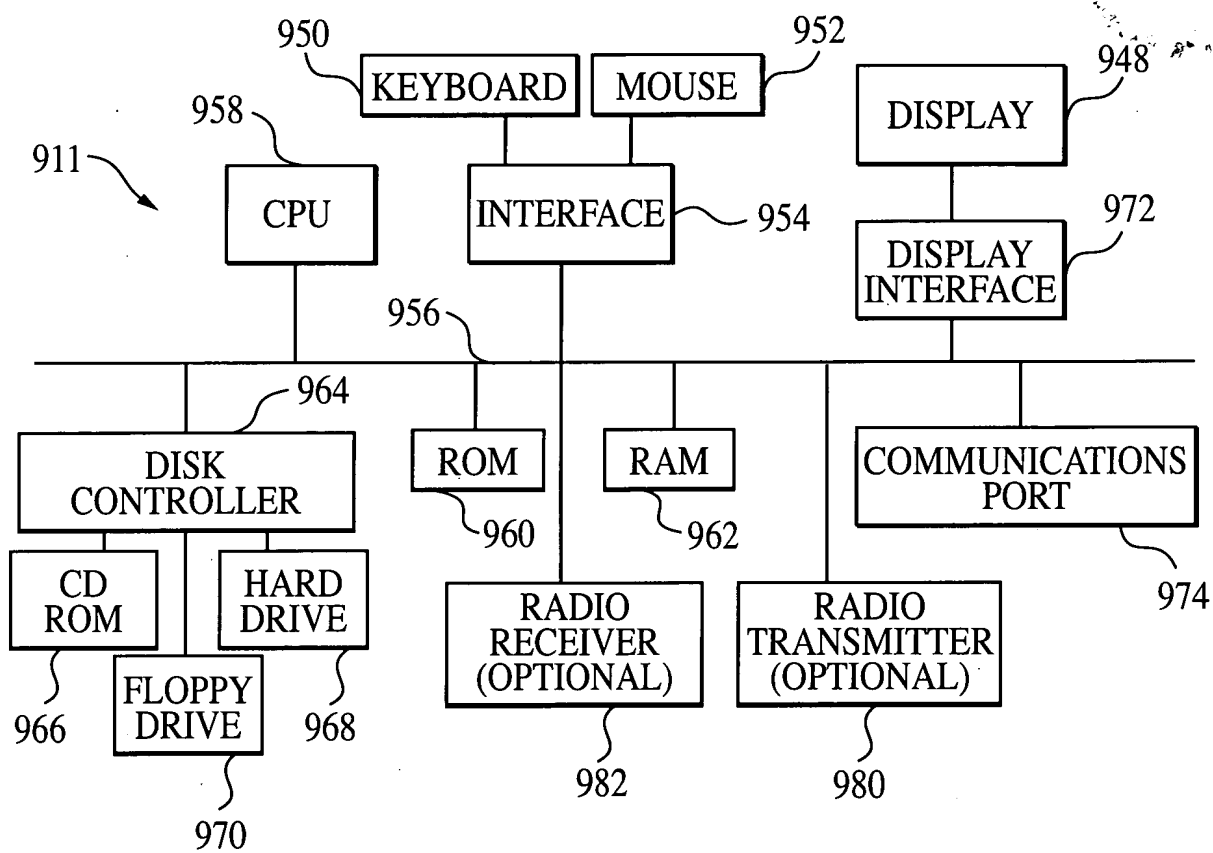 950
952
948
KEYBOARD
MOUSE
DISPLAY
958
911
CPU
INTERFACE
954
972
DISPLAY
INTERFACE
956
964
DISK
CONTROLLER
ROM
RAM
COMMUNICATIONS
PORT
960
962
974
CD
ROM
HARD
DRIVE
RADIO
RECEIVER
(OPTIONAL)
RADIO
TRANSMITTER
(OPTIONAL)
966
FLOPPY
DRIVE
968
982
980
970